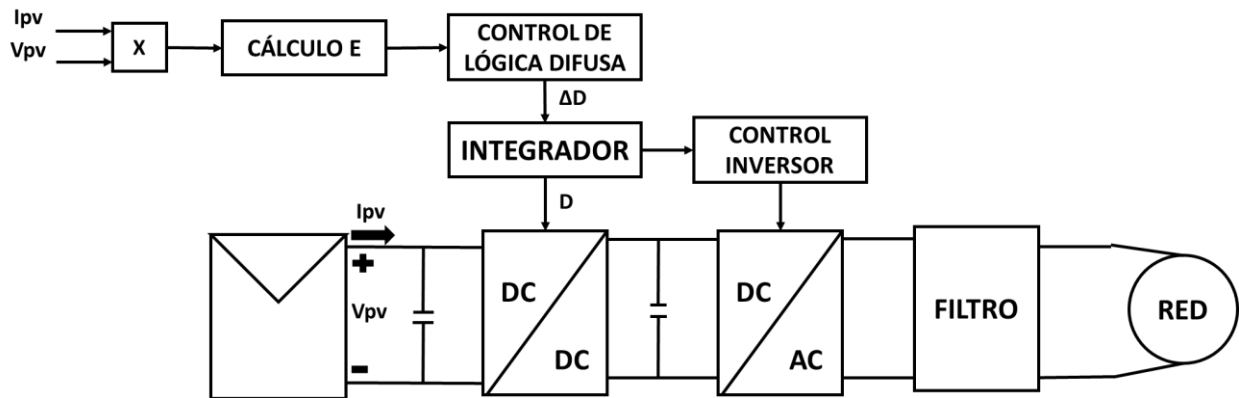 Ipv
Vpv
X
CÁLCULO E
CONTROL DE
LÓGICA DIFUSA
ΔD
INTEGRADOR
CONTROL
INVERSOR
D
Ipv
+
Vpv
-
DC
DC
DC
AC
FILTRO
RED